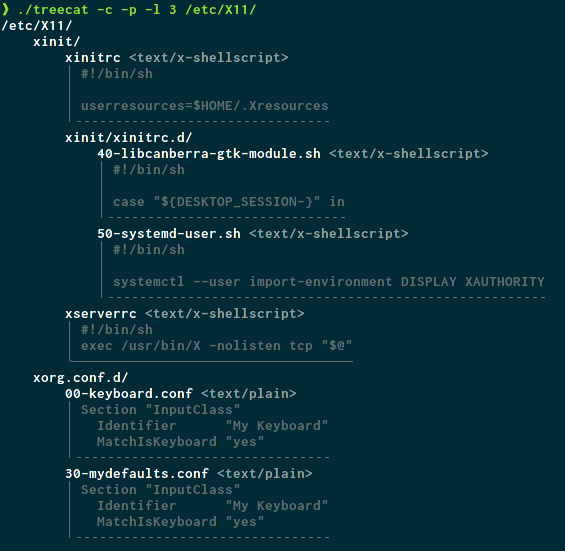 ❱ ./treecat -c -p -l 3 /etc/X11/
/etc/X11/
xinit/
xinitrc <text/x-shellscript>
#!/bin/sh
userresources=$HOME/.Xresources
xinit/xinitrc.d/
40-libcanberra-gtk-module.sh <text/x-shellscript>
#!/bin/sh
case "${DESKTOP_SESSION-}" in
50-systemd-user.sh <text/x-shellscript>
#!/bin/sh
systemctl --user import-environment DISPLAY XAUTHORITY
xserverrc <text/x-shellscript>
#!/bin/sh
exec /usr/bin/X -nolisten tcp "$@"
xorg.conf.d/
00-keyboard.conf <text/plain>
Section "InputClass"
Identifier      "My Keyboard"
MatchIsKeyboard "yes"
30-mydefaults.conf <text/plain>
Section "InputClass"
Identifier      "My Keyboard"
MatchIsKeyboard "yes"